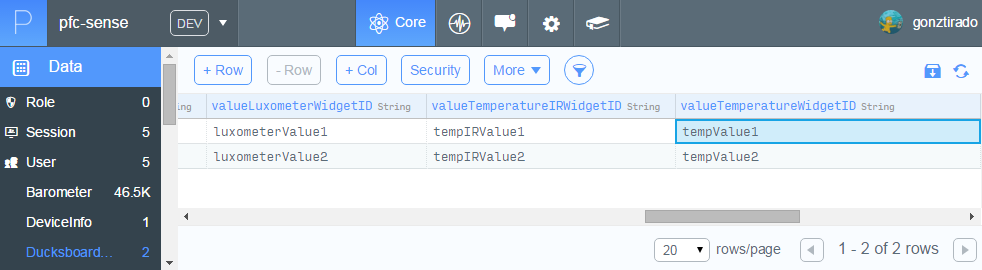 P pfc-sense DEV Core gonztirado
Data
+ Row - Row + Col Security More
Role 0
Session 5
User 5
Barometer 46.5K
DeviceInfo 1
Ducksboard... 2
ing valueLuxometerWidgetID String valueTemperatureIRWidgetID String valueTemperatureWidgetID String
luxometerValue1 tempIRValue1 tempValue1
luxometerValue2 tempIRValue2 tempValue2
20 rows/page 1 - 2 of 2 rows